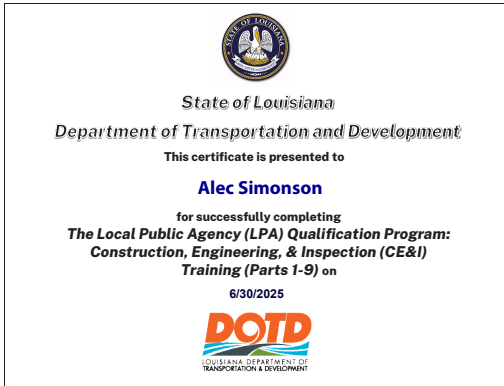 STATE OF LOUISIANA
State of Louisiana
Department of Transportation and Development
This certificate is presented to
Alec Simonson
for successfully completing
The Local Public Agency (LPA) Qualification Program:
Construction, Engineering, & Inspection (CE&I)
Training (Parts 1-9) on
6/30/2025
DOTD
LOUISIANA DEPARTMENT OF
TRANSPORTATION & DEVELOPMENT